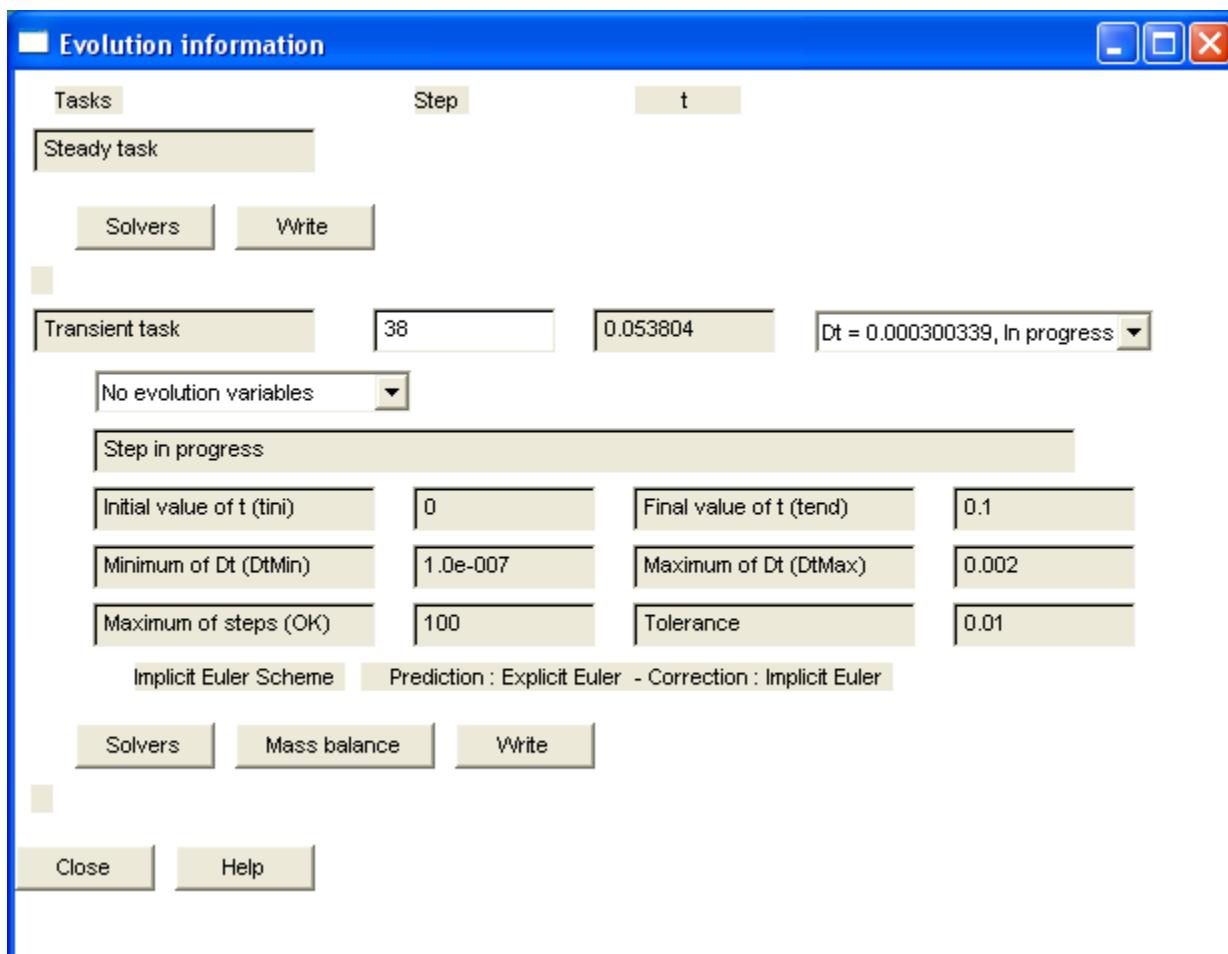 Evolution information
Tasks Step t
Steady task
Solvers Write
Transient task 38 0.053804 Dt = 0.000300339, In progress
No evolution variables
Step in progress
Initial value of t (tini) 0 Final value of t (tend) 0.1
Minimum of Dt (DtMin) 1.0e-007 Maximum of Dt (DtMax) 0.002
Maximum of steps (OK) 100 Tolerance 0.01
Implicit Euler Scheme Prediction : Explicit Euler - Correction : Implicit Euler
Solvers Mass balance Write
Close Help